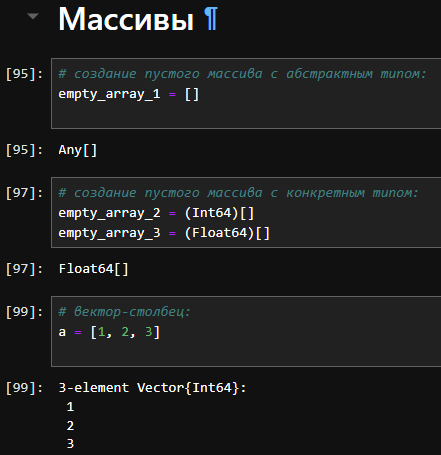 Массивы ¶
[95]: # создание пустого массива с абстрактным типом:
empty_array_1 = []
[95]: Any[]
[97]: # создание пустого массива с конкретным типом:
empty_array_2 = (Int64)[]
empty_array_3 = (Float64)[]
[97]: Float64[]
[99]: # вектор-столбец:
a = [1, 2, 3]
[99]: 3-element Vector{Int64}:
1
2
3